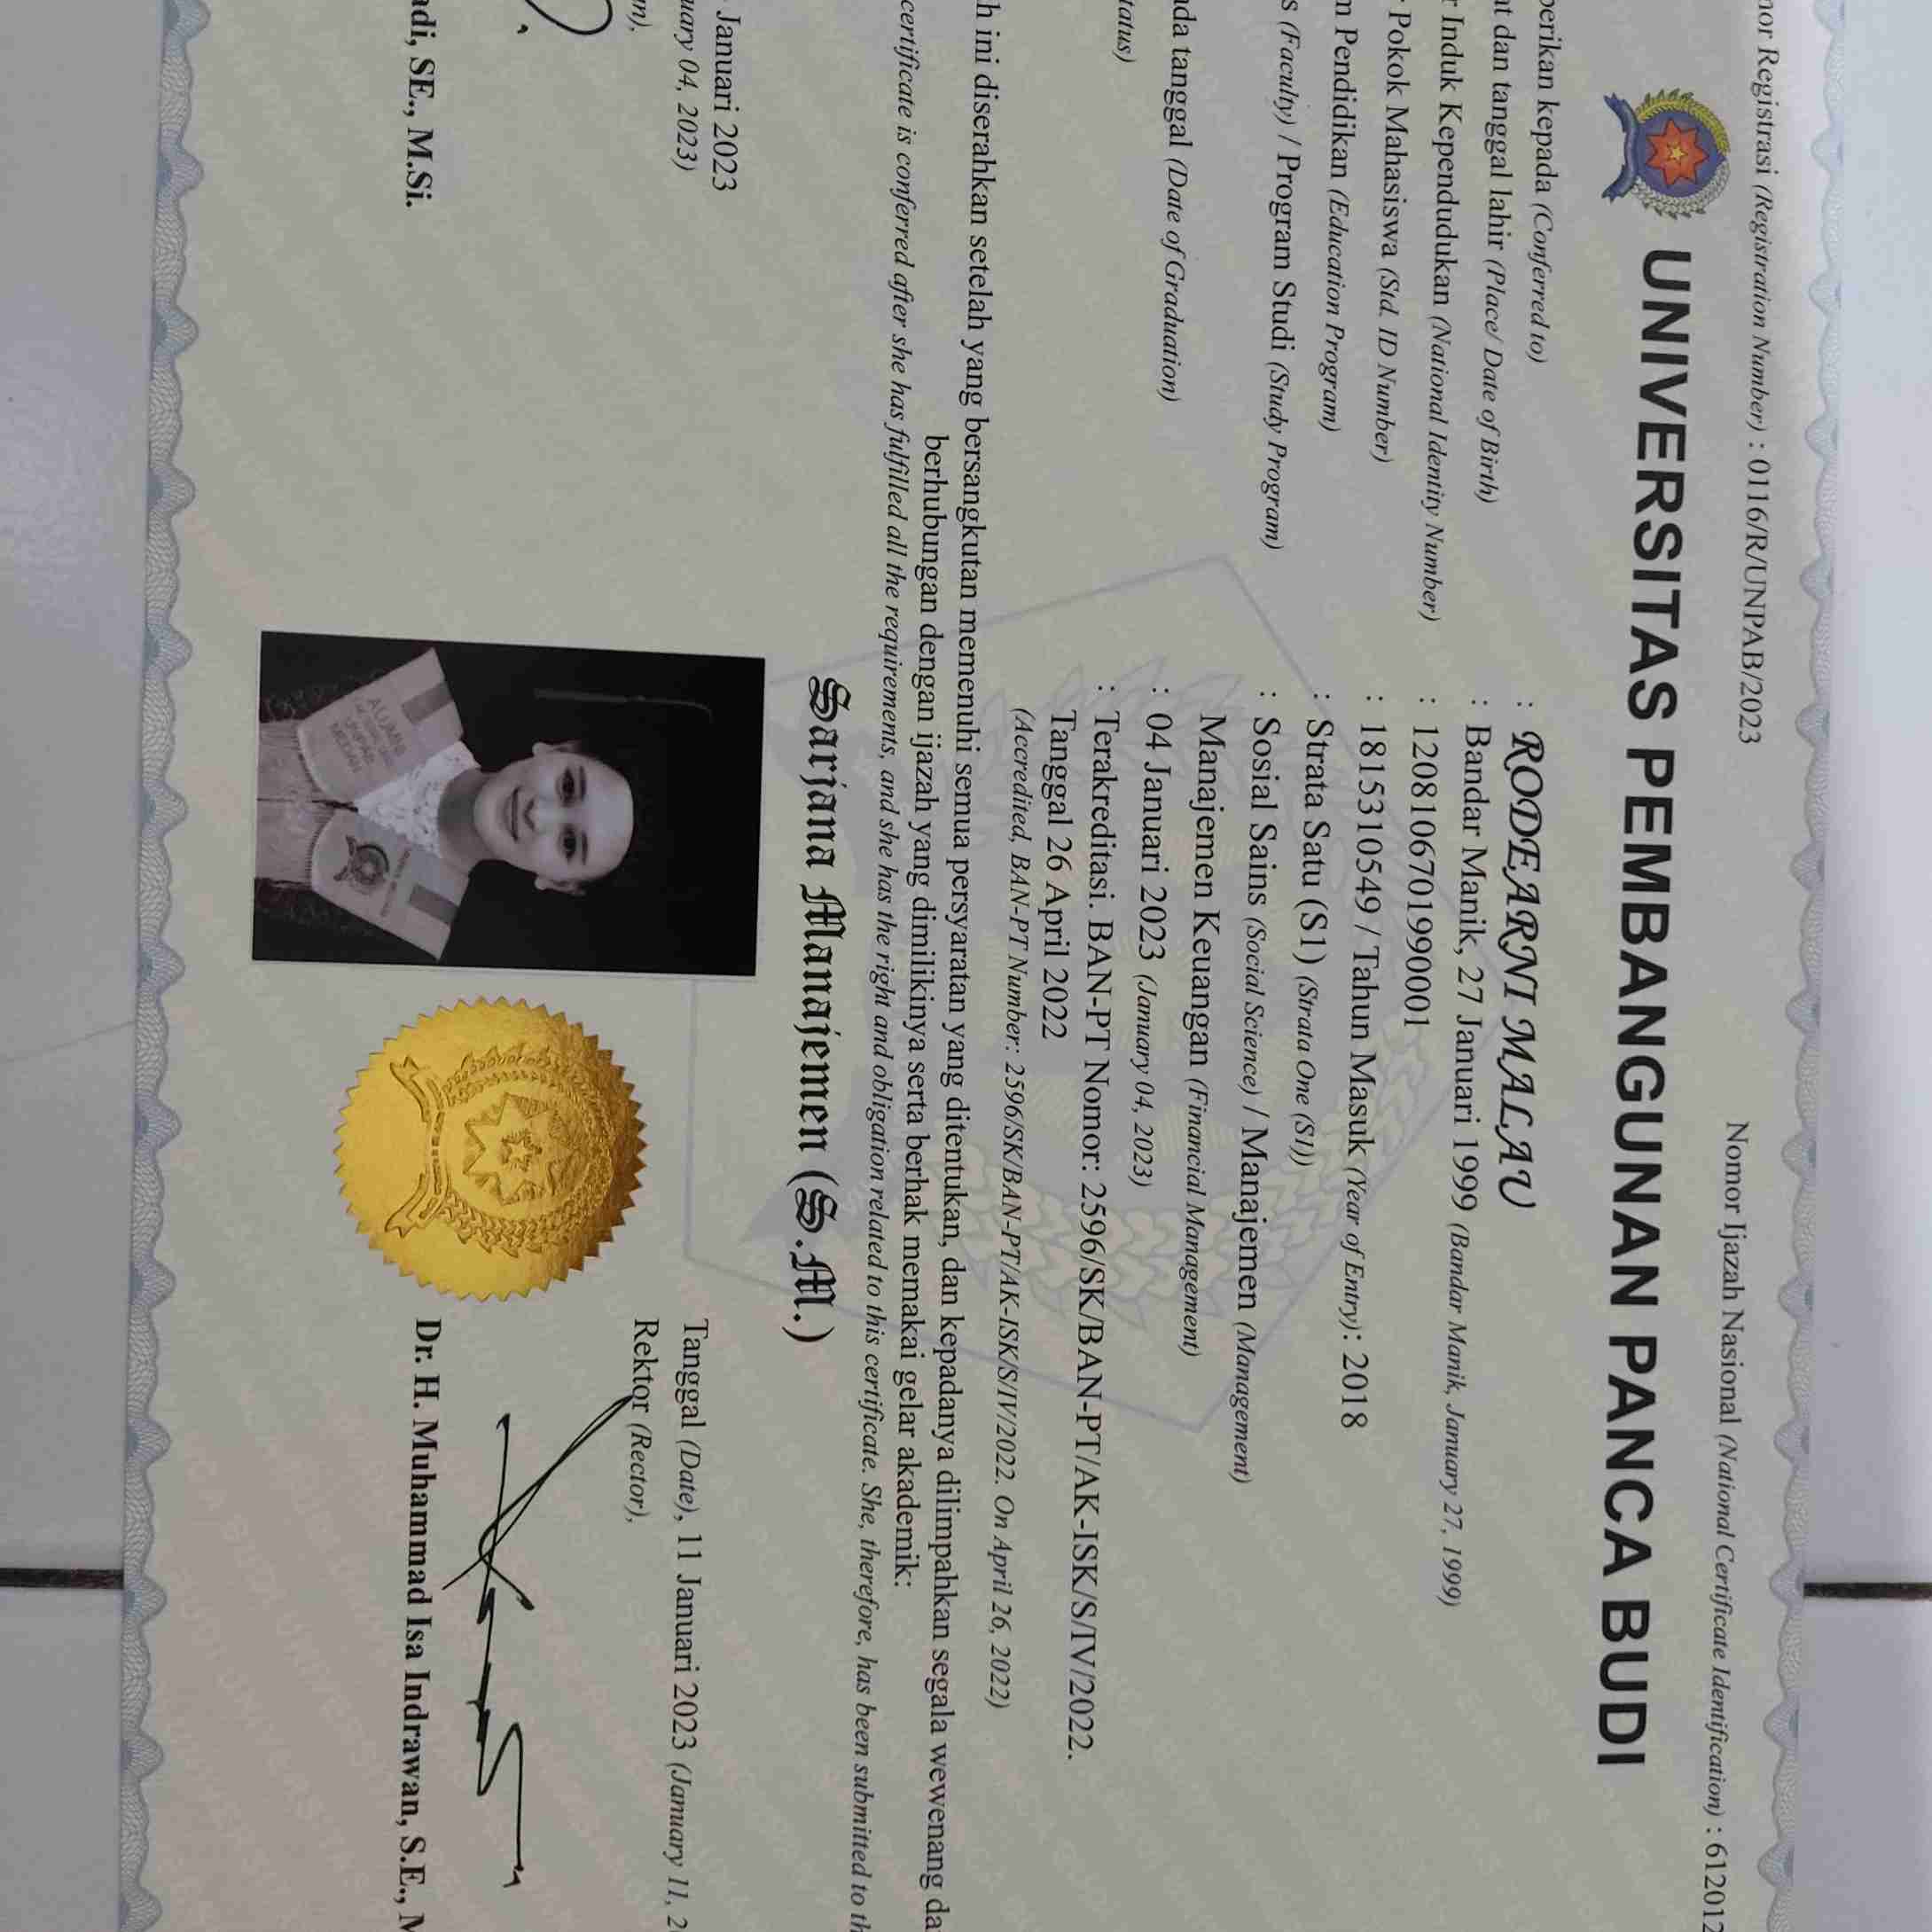 nor Registrasi (Registration Number) : 0116/R/UNPAB/2023
Nomor Ijazah Nasional (National Certificate Identification) : 612012
UNIVERSITAS PEMBANGUNAN PANCA BUDI
berikan kepada (Conferred to) : RODEARNI MALAU
at dan tanggal lahir (Place/ Date of Birth) : Bandar Manik, 27 Januari 1999 (Bandar Manik, January 27, 1999)
r Induk Kependudukan (National Identity Number) : 1208106701990001
r Pokok Mahasiswa (Std. ID Number) : 1815310549 / Tahun Masuk (Year of Entry): 2018
m Pendidikan (Education Program) : Strata Satu (S1) (Strata One (S1))
s (Faculty) / Program Studi (Study Program) : Sosial Sains (Social Science) / Manajemen (Management)
Manajemen Keuangan (Financial Management)
ada tanggal (Date of Graduation) : 04 Januari 2023 (January 04, 2023)
tatus) : Terakreditasi. BAN-PT Nomor: 2596/SK/BAN-PT/AK-ISK/S/IV/2022.
Tanggal 26 April 2022
(Accredited, BAN-PT Number: 2596/SK/BAN-PT/AK-ISK/S/IV/2022. On April 26, 2022)
h ini diserahkan setelah yang bersangkutan memenuhi semua persyaratan yang ditentukan, dan kepadanya dilimpahkan segala wewenang da
berhubungan dengan ijazah yang dimilikinya serta berhak memakai gelar akademik:
certificate is conferred after she has fulfilled all the requirements, and she has the right and obligation related to this certificate. She, therefore, has been submitted to th
Sarjana Manajemen (S.M.)
Januari 2023
uary 04, 2023)
n),
adi, SE., M.Si.
ALUMNI
UNPAB
MEDAN
Tanggal (Date), 11 Januari 2023 (January 11, 2
Rektor (Rector),
Dr. H. Muhammad Isa Indrawan, S.E., M